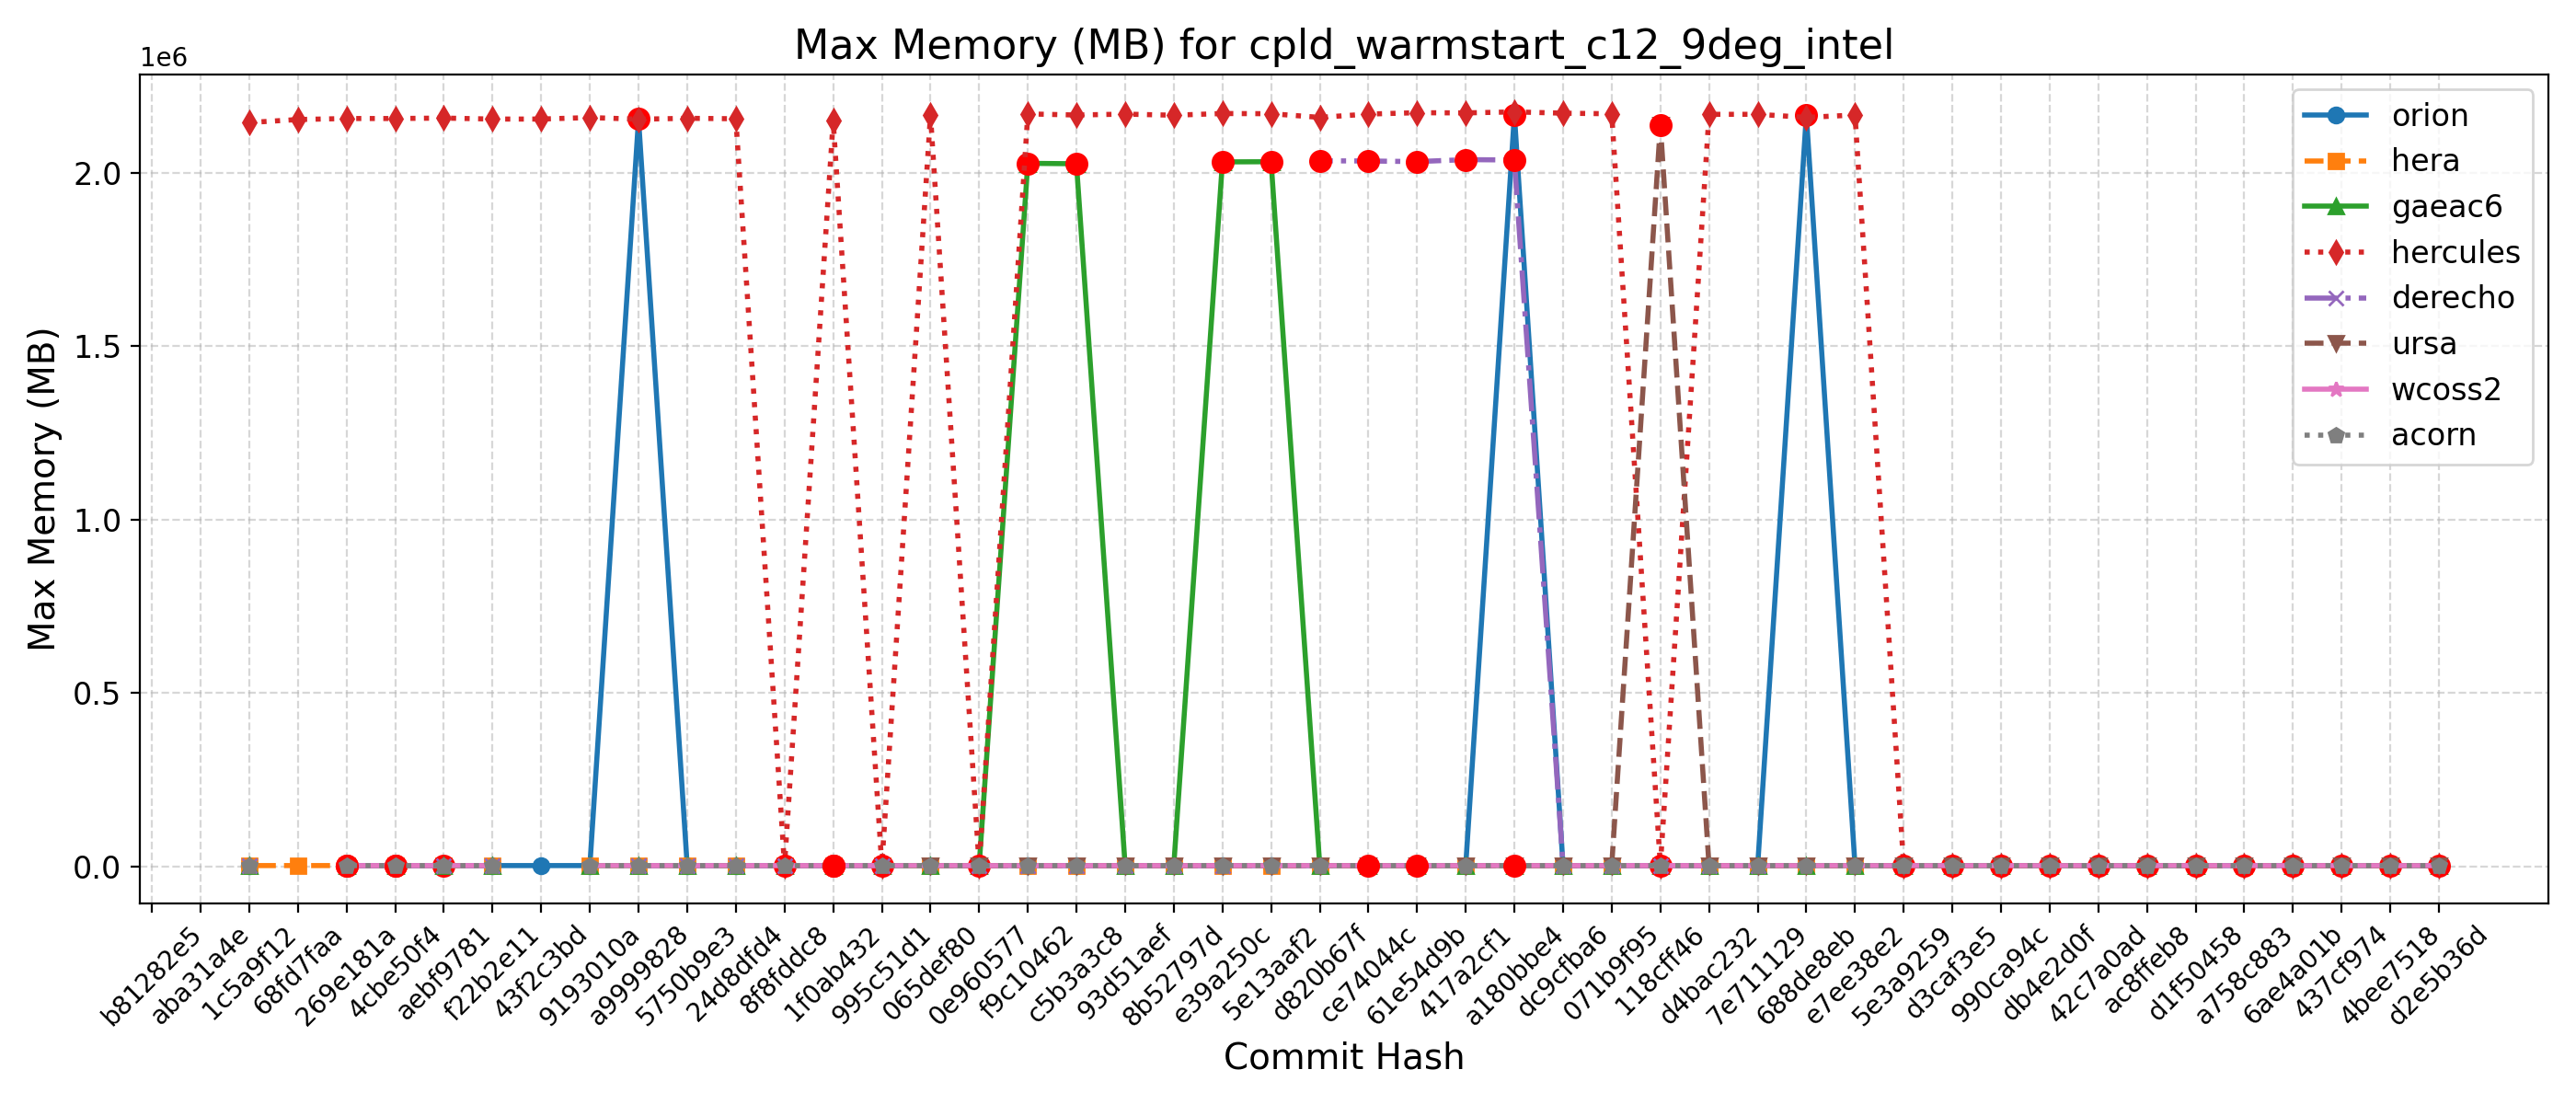 Max Memory (MB) for cpld_warmstart_c12_9deg_intel
1e6
Max Memory (MB)
2.0
1.5
1.0
0.5
0.0
orion
hera
gaeac6
hercules
derecho
ursa
wcoss2
acorn
b81282e5
aba31a4e
1c5a9f12
68fd7faa
269e181a
4cbe50f4
aebf9781
f22b2e11
43f2c3bd
9193010a
a9999828
5750b9e3
24d8dfd4
8f8fddc8
1f0ab432
995c51d1
065def80
0e960577
f9c10462
c5b3a3c8
93d51aef
8b52797d
e39a250c
5e13aaf2
d820b67f
ce74044c
61e54d9b
417a2cf1
a180bbe4
dc9cfba6
071b9f95
118cff46
d4bac232
7e711129
688de8eb
e7ee38e2
5e3a9259
d3caf3e5
990ca94c
db4e2d0f
42c7a0ad
ac8ffeb8
d1f50458
a758c883
6ae4a01b
437cf974
4bee7518
d2e5b36d
Commit Hash